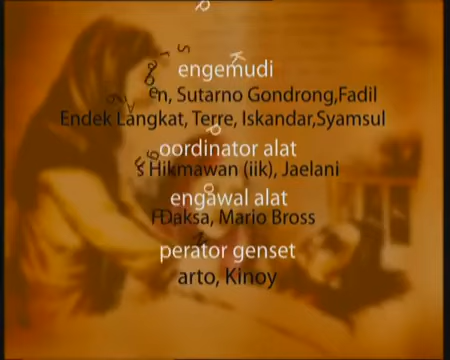 engemudi
en, Sutarno Gondrong,Fadil
Endek Langkat, Terre, Iskandar,Syamsul
oordinator alat
Hikmawan (iik), Jaelani
engawal alat
Daksa, Mario Bross
perator genset
arto, Kinoy